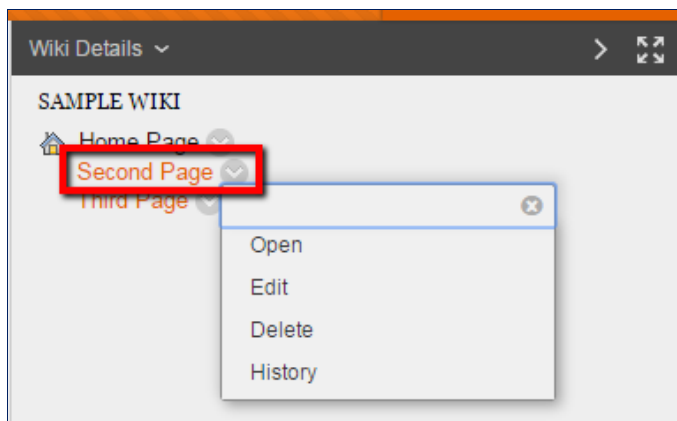 Wiki Details
SAMPLE WIKI
Home Page
Second Page
Third Page
Open
Edit
Delete
History